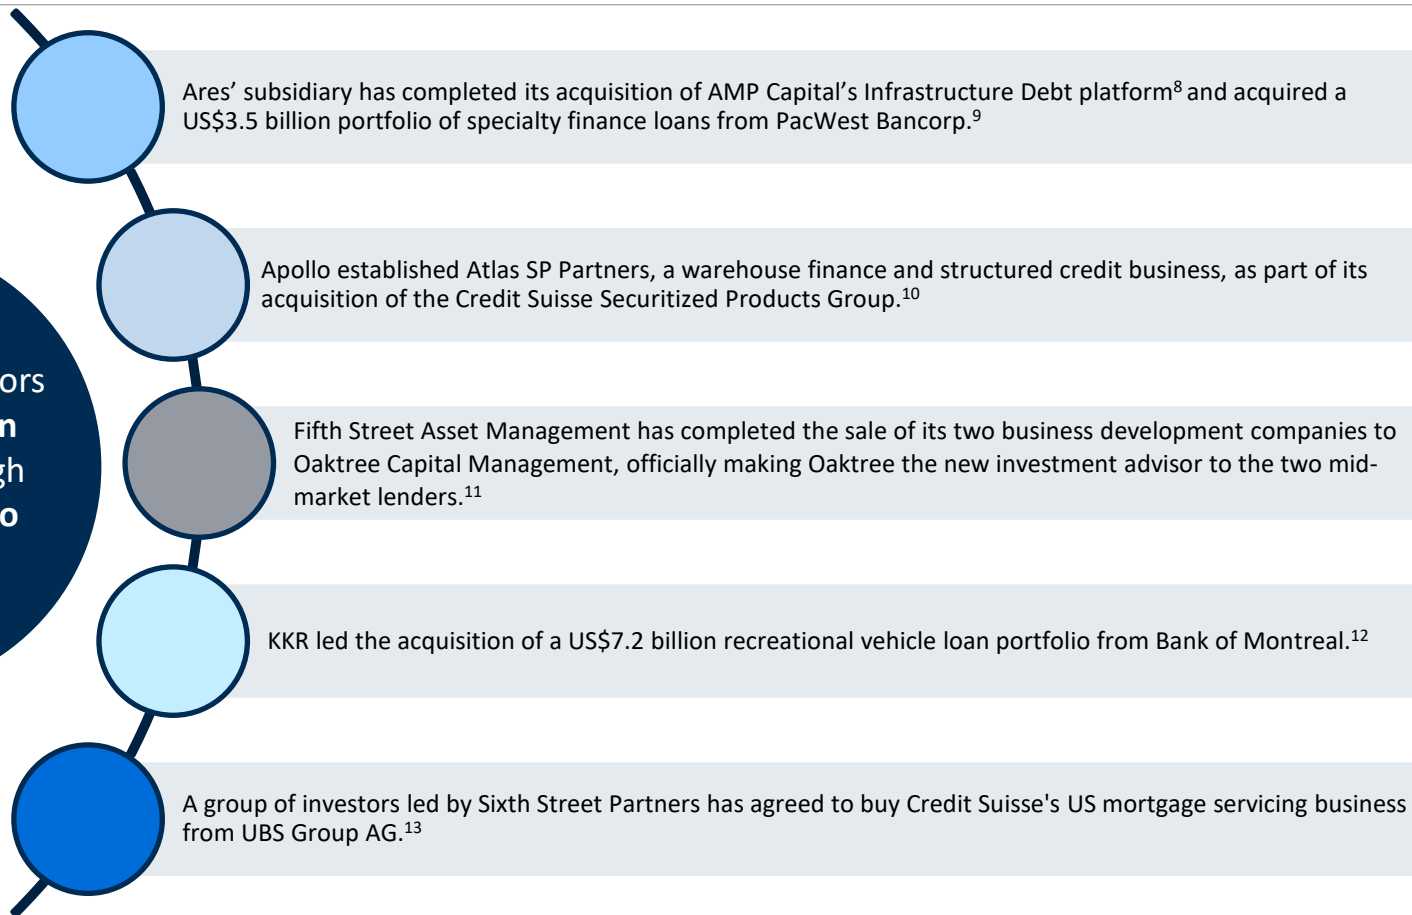 Ares’ subsidiary has completed its acquisition of AMP Capital’s Infrastructure Debt platform⁸ and acquired a
US$3.5 billion portfolio of specialty finance loans from PacWest Bancorp.⁹
Apollo established Atlas SP Partners, a warehouse finance and structured credit business, as part of its
acquisition of the Credit Suisse Securitized Products Group.¹⁰
Fifth Street Asset Management has completed the sale of its two business development companies to
Oaktree Capital Management, officially making Oaktree the new investment advisor to the two mid-
market lenders.¹¹
KKR led the acquisition of a US$7.2 billion recreational vehicle loan portfolio from Bank of Montreal.¹²
A group of investors led by Sixth Street Partners has agreed to buy Credit Suisse's US mortgage servicing business
from UBS Group AG.¹³